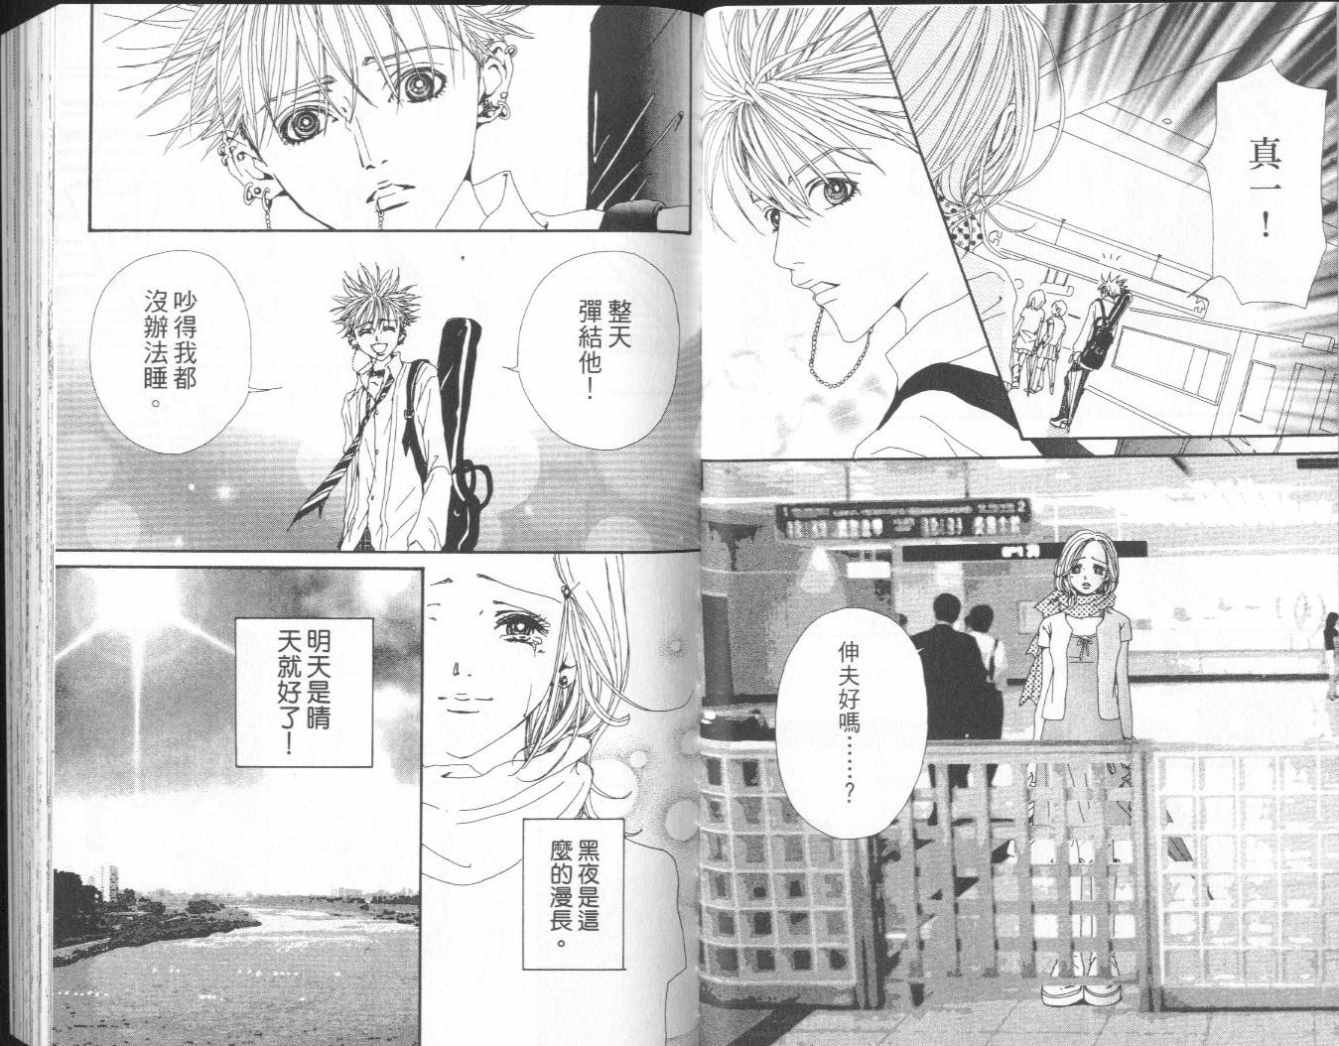 真一！
伸夫好嗎……？
整天
彈結他！
吵得我都
沒辦法睡。
黑夜是這
麼的漫長。
明天是晴
天就好了！